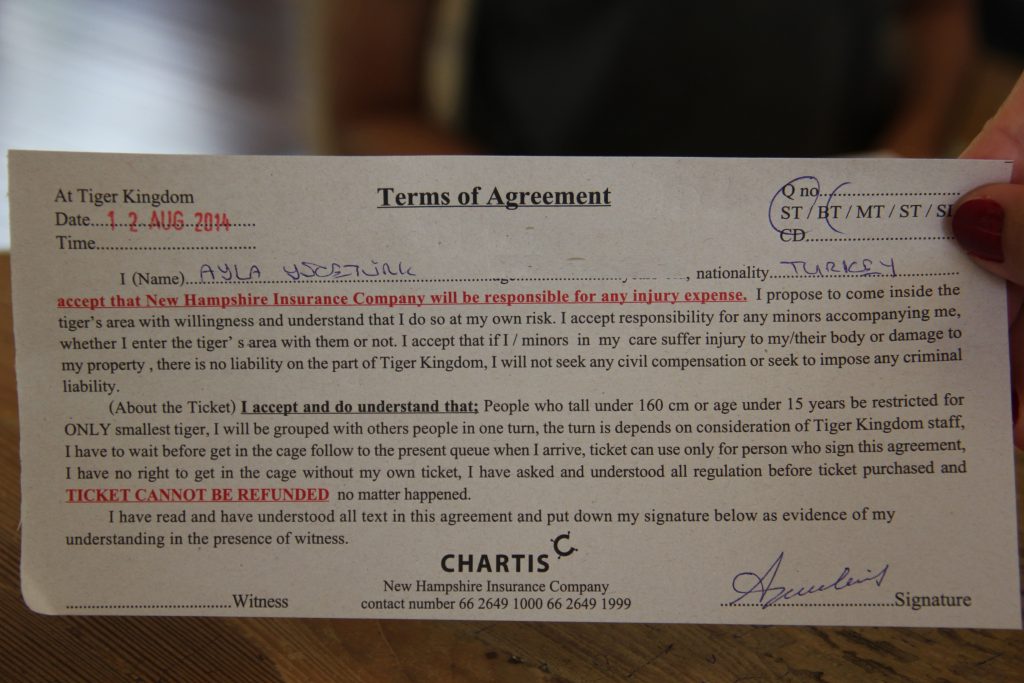 At Tiger Kingdom
Terms of Agreement
Q no..............................
Date...12 AUG 2014......
ST / BT / MT / ST / SL
Time.................................
CD..............................
I (Name)..AYLA YÜCETÜRK.............................., nationality..TURKEY..............
accept that New Hampshire Insurance Company will be responsible for any injury expense. I propose to come inside the
tiger's area with willingness and understand that I do so at my own risk. I accept responsibility for any minors accompanying me,
whether I enter the tiger' s area with them or not. I accept that if I / minors in my care suffer injury to my/their body or damage to
my property , there is no liability on the part of Tiger Kingdom, I will not seek any civil compensation or seek to impose any criminal
liability.
(About the Ticket) I accept and do understand that; People who tall under 160 cm or age under 15 years be restricted for
ONLY smallest tiger, I will be grouped with others people in one turn, the turn is depends on consideration of Tiger Kingdom staff,
I have to wait before get in the cage follow to the present queue when I arrive, ticket can use only for person who sign this agreement,
I have no right to get in the cage without my own ticket, I have asked and understood all regulation before ticket purchased and
TICKET CANNOT BE REFUNDED no matter happened.
I have read and have understood all text in this agreement and put down my signature below as evidence of my
understanding in the presence of witness.
CHARTIS
New Hampshire Insurance Company
..................................Witness
contact number 66 2649 1000 66 2649 1999
..................................Signature